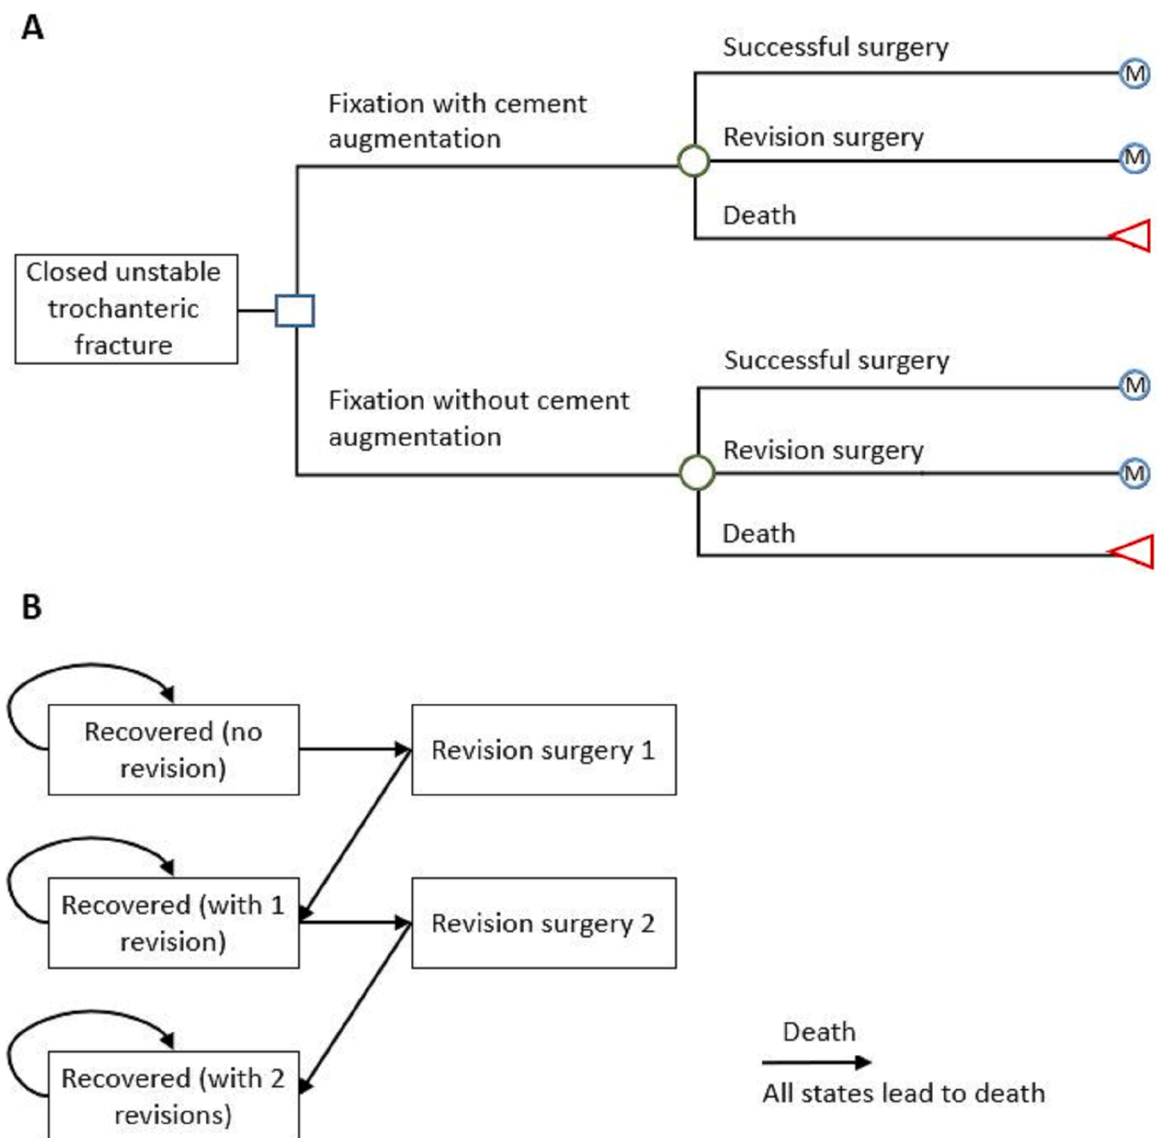 A
Successful surgery
M
Fixation with cement
augmentation
Revision surgery
M
Death
Closed unstable
trochanteric
fracture
Successful surgery
M
Fixation without cement
augmentation
Revision surgery
M
Death
B
Recovered (no
revision)
Revision surgery 1
Recovered (with 1
revision)
Revision surgery 2
Recovered (with 2
revisions)
Death
All states lead to death